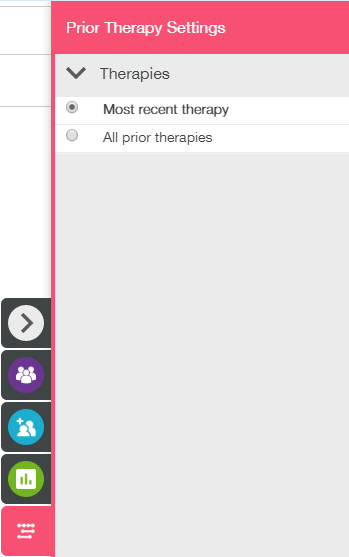 Prior Therapy Settings
Therapies
Most recent therapy
All prior therapies